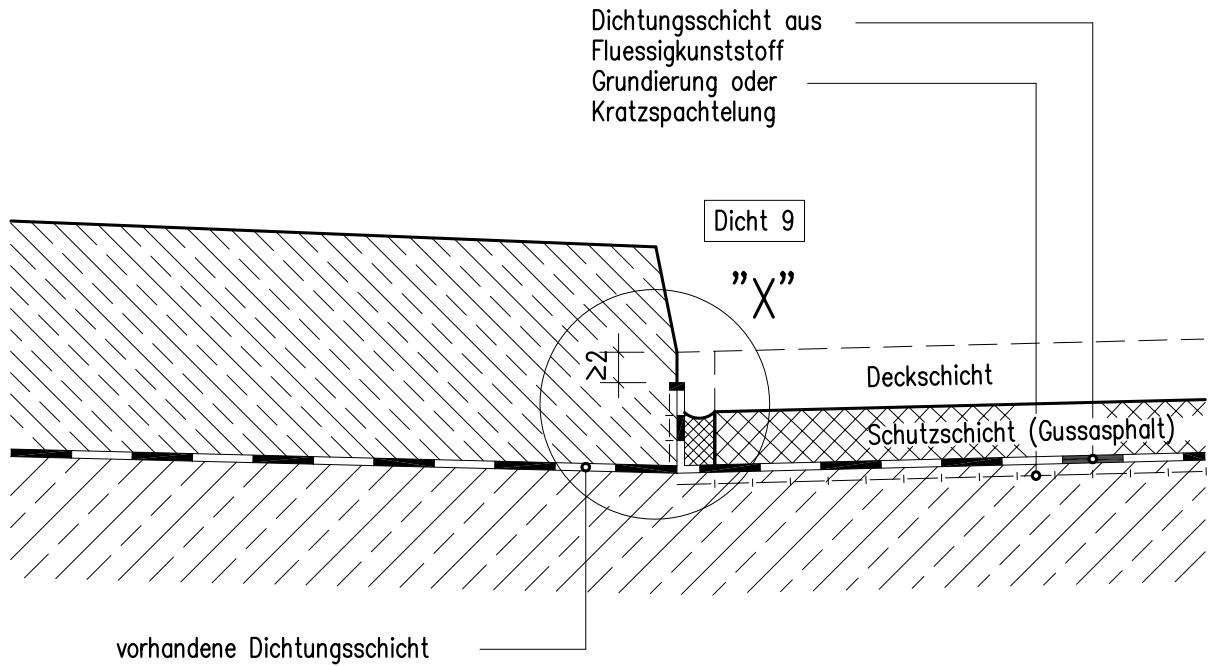 Dichtungsschicht aus
Fluessigkunststoff
Grundierung oder
Kratzspachtelung
Dicht 9
"X"
≥2
Deckschicht
Schutzschicht (Gussasphalt)
vorhandene Dichtungsschicht